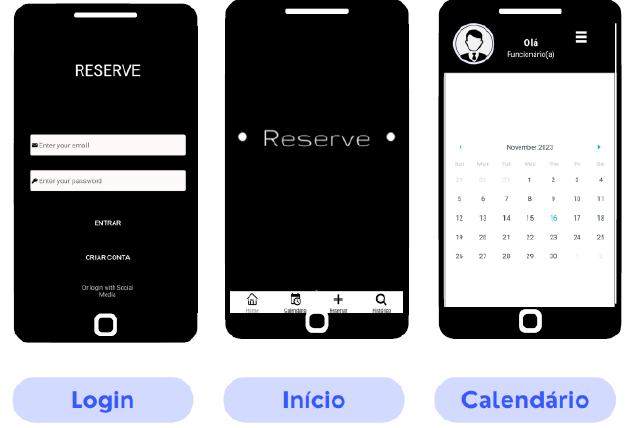 RESERVE
Enter your email
Enter your password
ENTRAR
CRIAR CONTA
Or login with Social
Media
Reserve
Home Calendário Reservar Histórico
Olá
Funcionário(a)
November 2023
Sun Mon Tue Wed Thu Fri Sat
29 30 31 1 2 3 4
5 6 7 8 9 10 11
12 13 14 15 16 17 18
19 20 21 22 23 24 25
26 27 28 29 30 1 2
Login
Início
Calendário